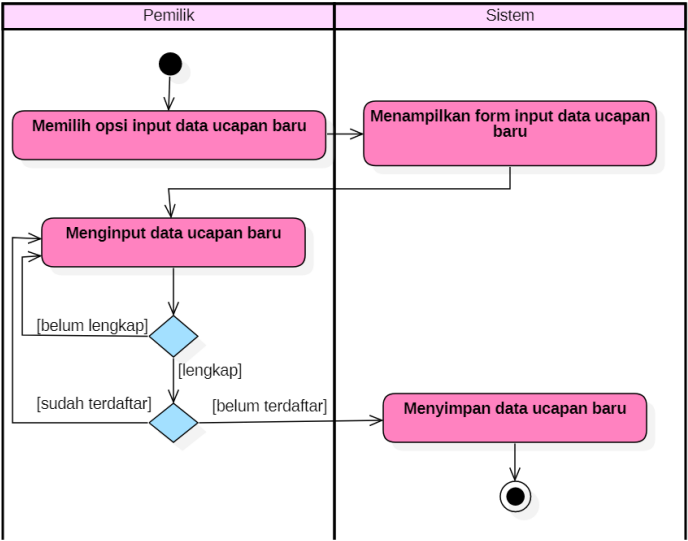 Pemilik
Sistem
Memilih opsi input data ucapan baru
Menampilkan form input data ucapan
baru
Menginput data ucapan baru
[belum lengkap]
[lengkap]
[sudah terdaftar]
[belum terdaftar]
Menyimpan data ucapan baru